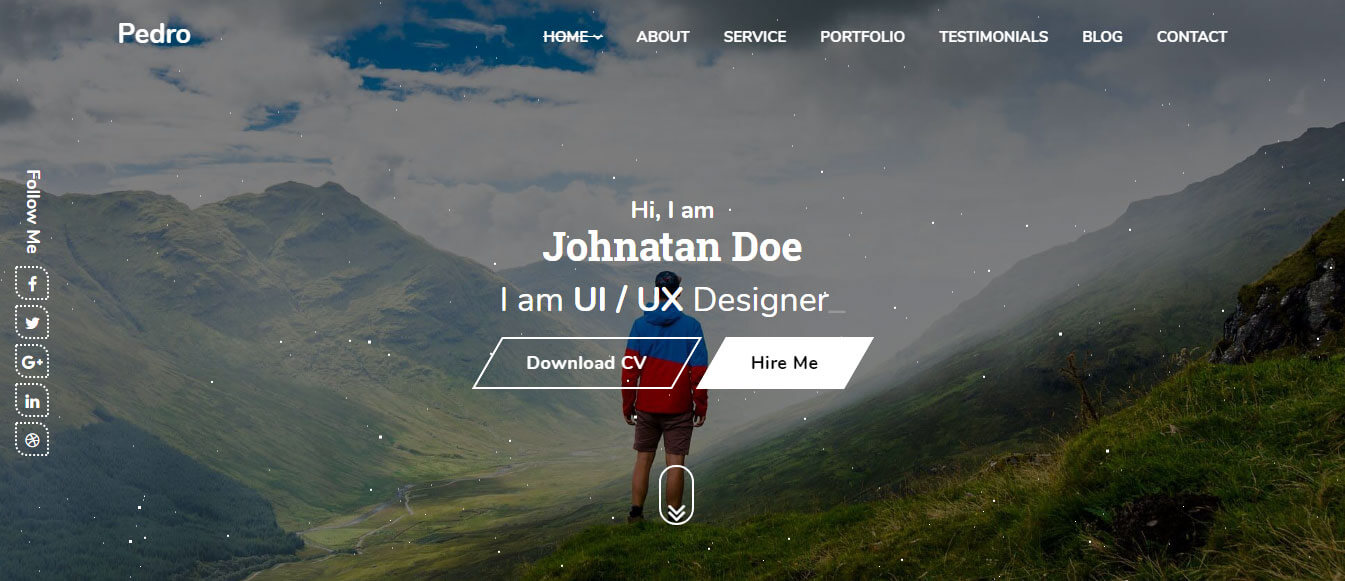 Pedro
HOME ABOUT SERVICE PORTFOLIO TESTIMONIALS BLOG CONTACT
Follow Me
Hi, I am
Johnatan Doe
I am UI / UX Designer_
Download CV Hire Me